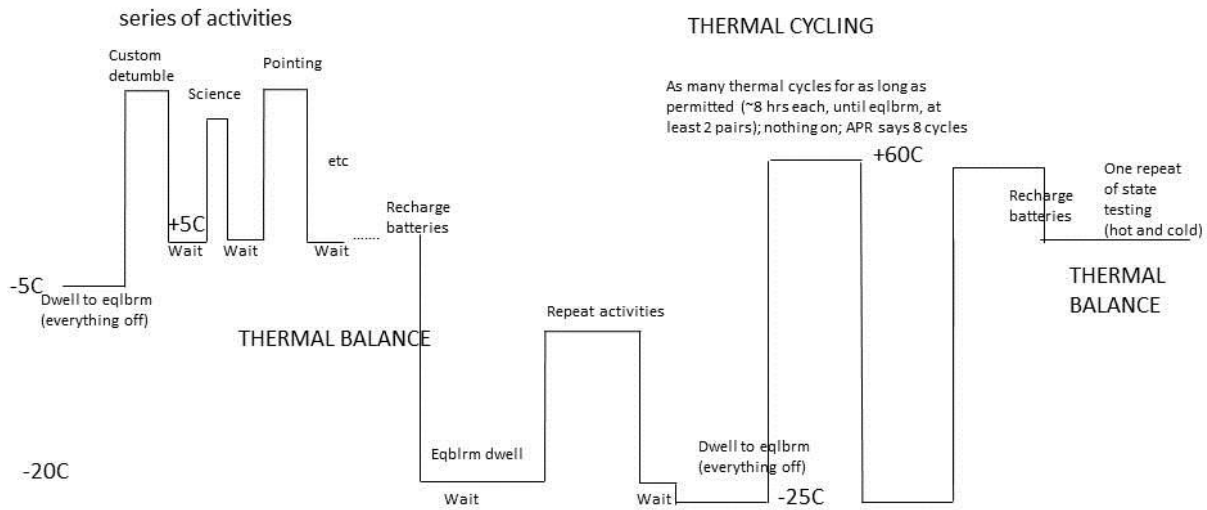 series of activities
THERMAL CYCLING
Custom
detumble
Science
Pointing
etc
As many thermal cycles for as long as
permitted (~8 hrs each, until eqlbrm, at
least 2 pairs); nothing on; APR says 8 cycles
+60C
Recharge
batteries
One repeat
of state
testing
(hot and cold)
Recharge
batteries
+5C
Wait
Wait
Wait
........
-5C
Dwell to eqlbrm
(everything off)
THERMAL BALANCE
THERMAL
BALANCE
Repeat activities
-20C
Eqblrm dwell
Wait
Wait
Dwell to eqlbrm
(everything off)
-25C